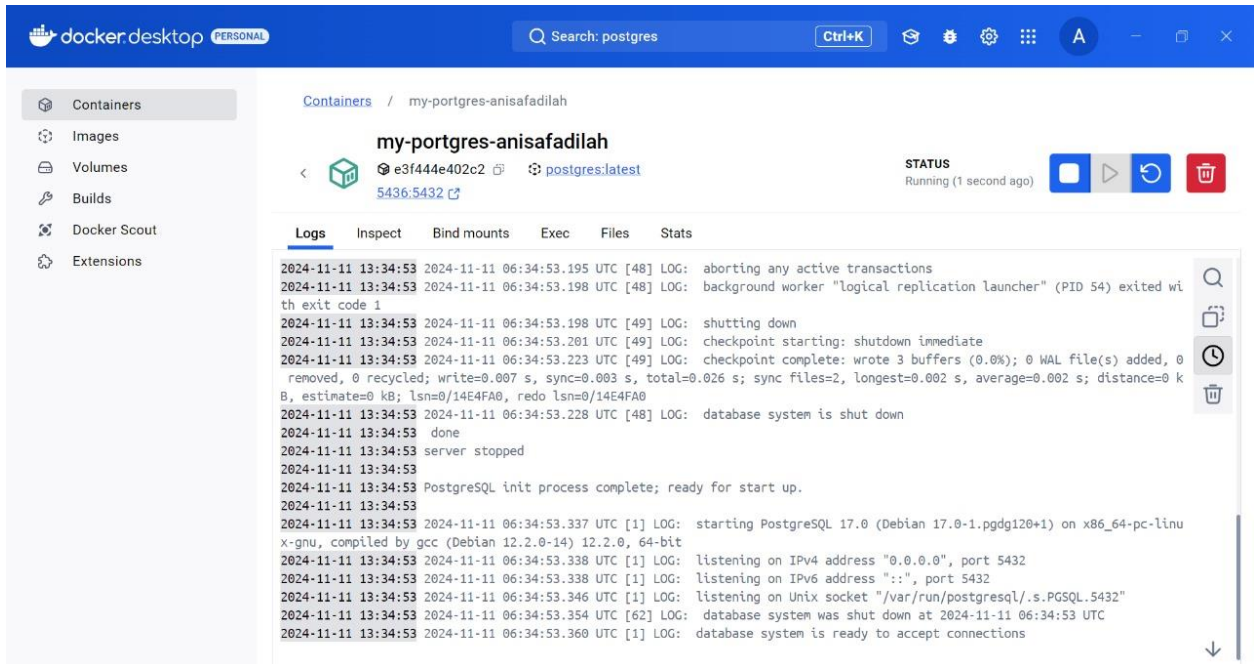 docker.desktop PERSONAL
Search: postgres
Ctrl+K
A
Containers
Images
Volumes
Builds
Docker Scout
Extensions
Containers / my-portgres-anisafadilah
my-portgres-anisafadilah
e3f444e402c2 postgres:latest
5436:5432
STATUS
Running (1 second ago)
Logs Inspect Bind mounts Exec Files Stats
2024-11-11 13:34:53 2024-11-11 06:34:53.195 UTC [48] LOG:  aborting any active transactions
2024-11-11 13:34:53 2024-11-11 06:34:53.198 UTC [48] LOG:  background worker "logical replication launcher" (PID 54) exited wi
th exit code 1
2024-11-11 13:34:53 2024-11-11 06:34:53.198 UTC [49] LOG:  shutting down
2024-11-11 13:34:53 2024-11-11 06:34:53.201 UTC [49] LOG:  checkpoint starting: shutdown immediate
2024-11-11 13:34:53 2024-11-11 06:34:53.223 UTC [49] LOG:  checkpoint complete: wrote 3 buffers (0.0%); 0 WAL file(s) added, 0
removed, 0 recycled; write=0.007 s, sync=0.003 s, total=0.026 s; sync files=2, longest=0.002 s, average=0.002 s; distance=0 k
B, estimate=0 kB; lsn=0/14E4FA0, redo lsn=0/14E4FA0
2024-11-11 13:34:53 2024-11-11 06:34:53.228 UTC [48] LOG:  database system is shut down
2024-11-11 13:34:53  done
2024-11-11 13:34:53 server stopped
2024-11-11 13:34:53
2024-11-11 13:34:53 PostgreSQL init process complete; ready for start up.
2024-11-11 13:34:53
2024-11-11 13:34:53 2024-11-11 06:34:53.337 UTC [1] LOG:  starting PostgreSQL 17.0 (Debian 17.0-1.pgdg120+1) on x86_64-pc-linu
x-gnu, compiled by gcc (Debian 12.2.0-14) 12.2.0, 64-bit
2024-11-11 13:34:53 2024-11-11 06:34:53.338 UTC [1] LOG:  listening on IPv4 address "0.0.0.0", port 5432
2024-11-11 13:34:53 2024-11-11 06:34:53.338 UTC [1] LOG:  listening on IPv6 address "::", port 5432
2024-11-11 13:34:53 2024-11-11 06:34:53.346 UTC [1] LOG:  listening on Unix socket "/var/run/postgresql/.s.PGSQL.5432"
2024-11-11 13:34:53 2024-11-11 06:34:53.354 UTC [62] LOG:  database system was shut down at 2024-11-11 06:34:53 UTC
2024-11-11 13:34:53 2024-11-11 06:34:53.360 UTC [1] LOG:  database system is ready to accept connections